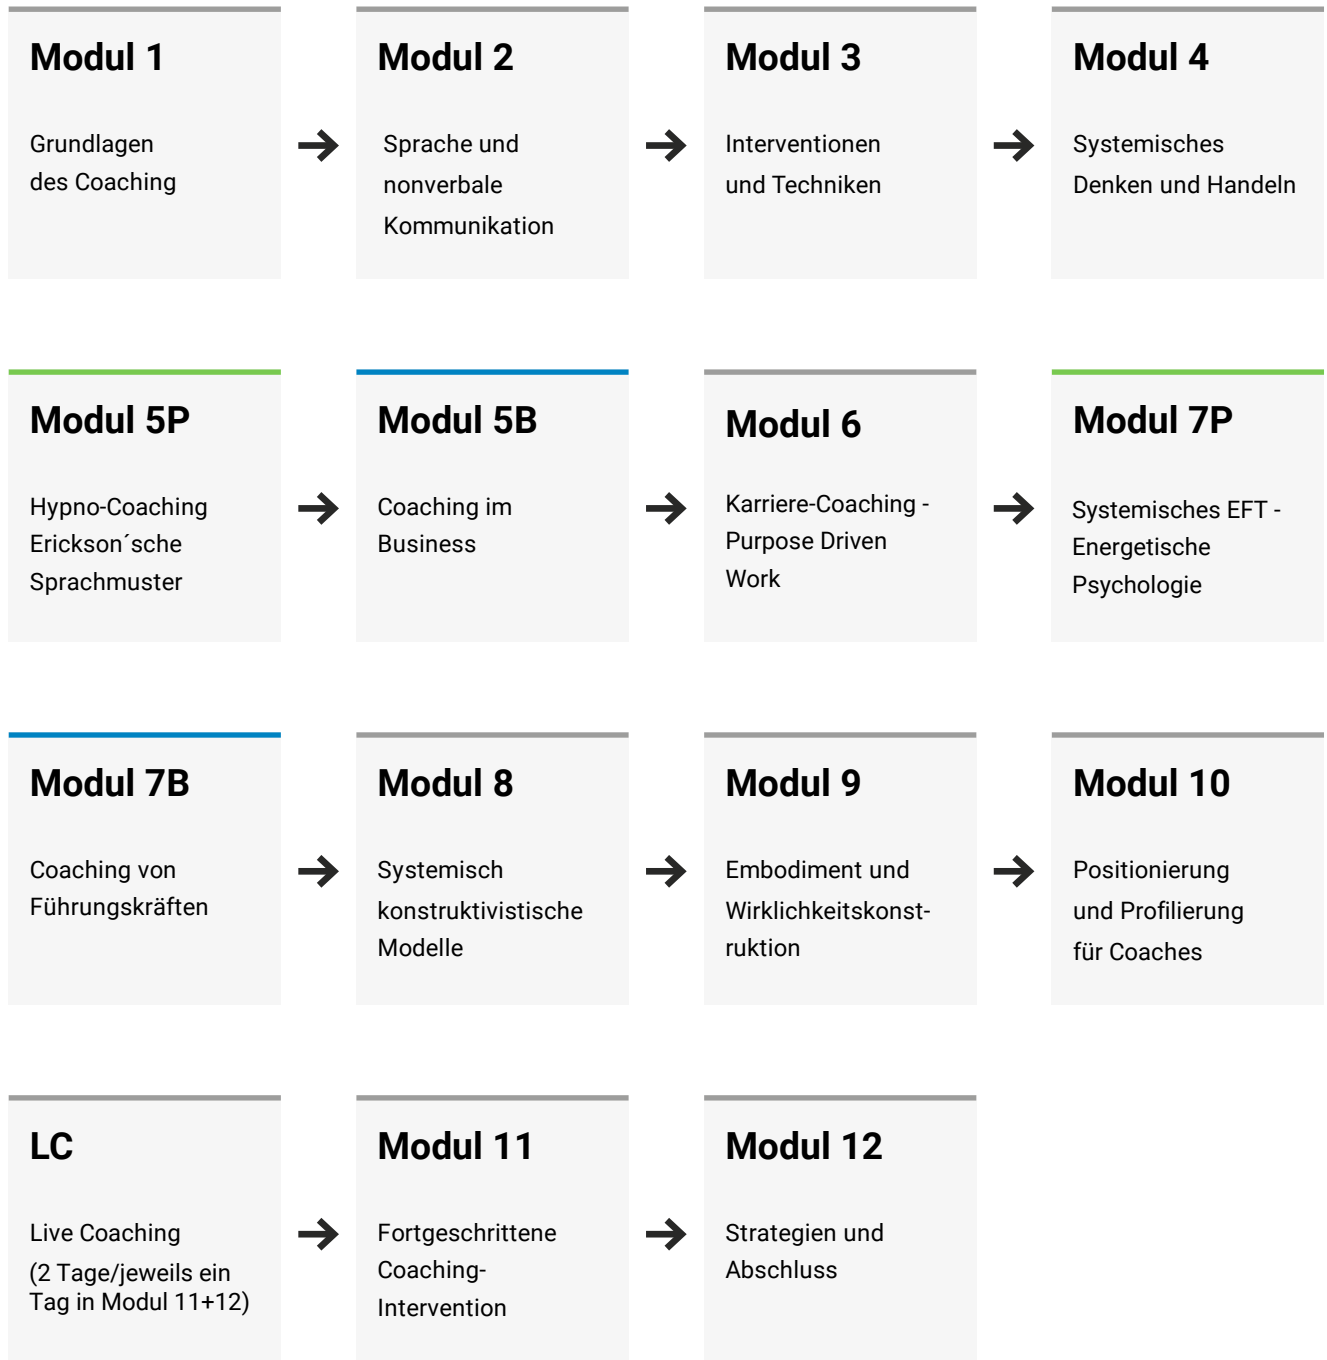 Modul 1
Grundlagen
des Coaching
Modul 2
Sprache und
nonverbale
Kommunikation
Modul 3
Interventionen
und Techniken
Modul 4
Systemisches
Denken und Handeln
Modul 5P
Hypno-Coaching
Erickson´sche
Sprachmuster
Modul 5B
Coaching im
Business
Modul 6
Karriere-Coaching -
Purpose Driven
Work
Modul 7P
Systemisches EFT -
Energetische
Psychologie
Modul 7B
Coaching von
Führungskräften
Modul 8
Systemisch
konstruktivistische
Modelle
Modul 9
Embodiment und
Wirklichkeitskonst-
ruktion
Modul 10
Positionierung
und Profilierung
für Coaches
LC
Live Coaching
(2 Tage/jeweils ein
Tag in Modul 11+12)
Modul 11
Fortgeschrittene
Coaching-
Intervention
Modul 12
Strategien und
Abschluss